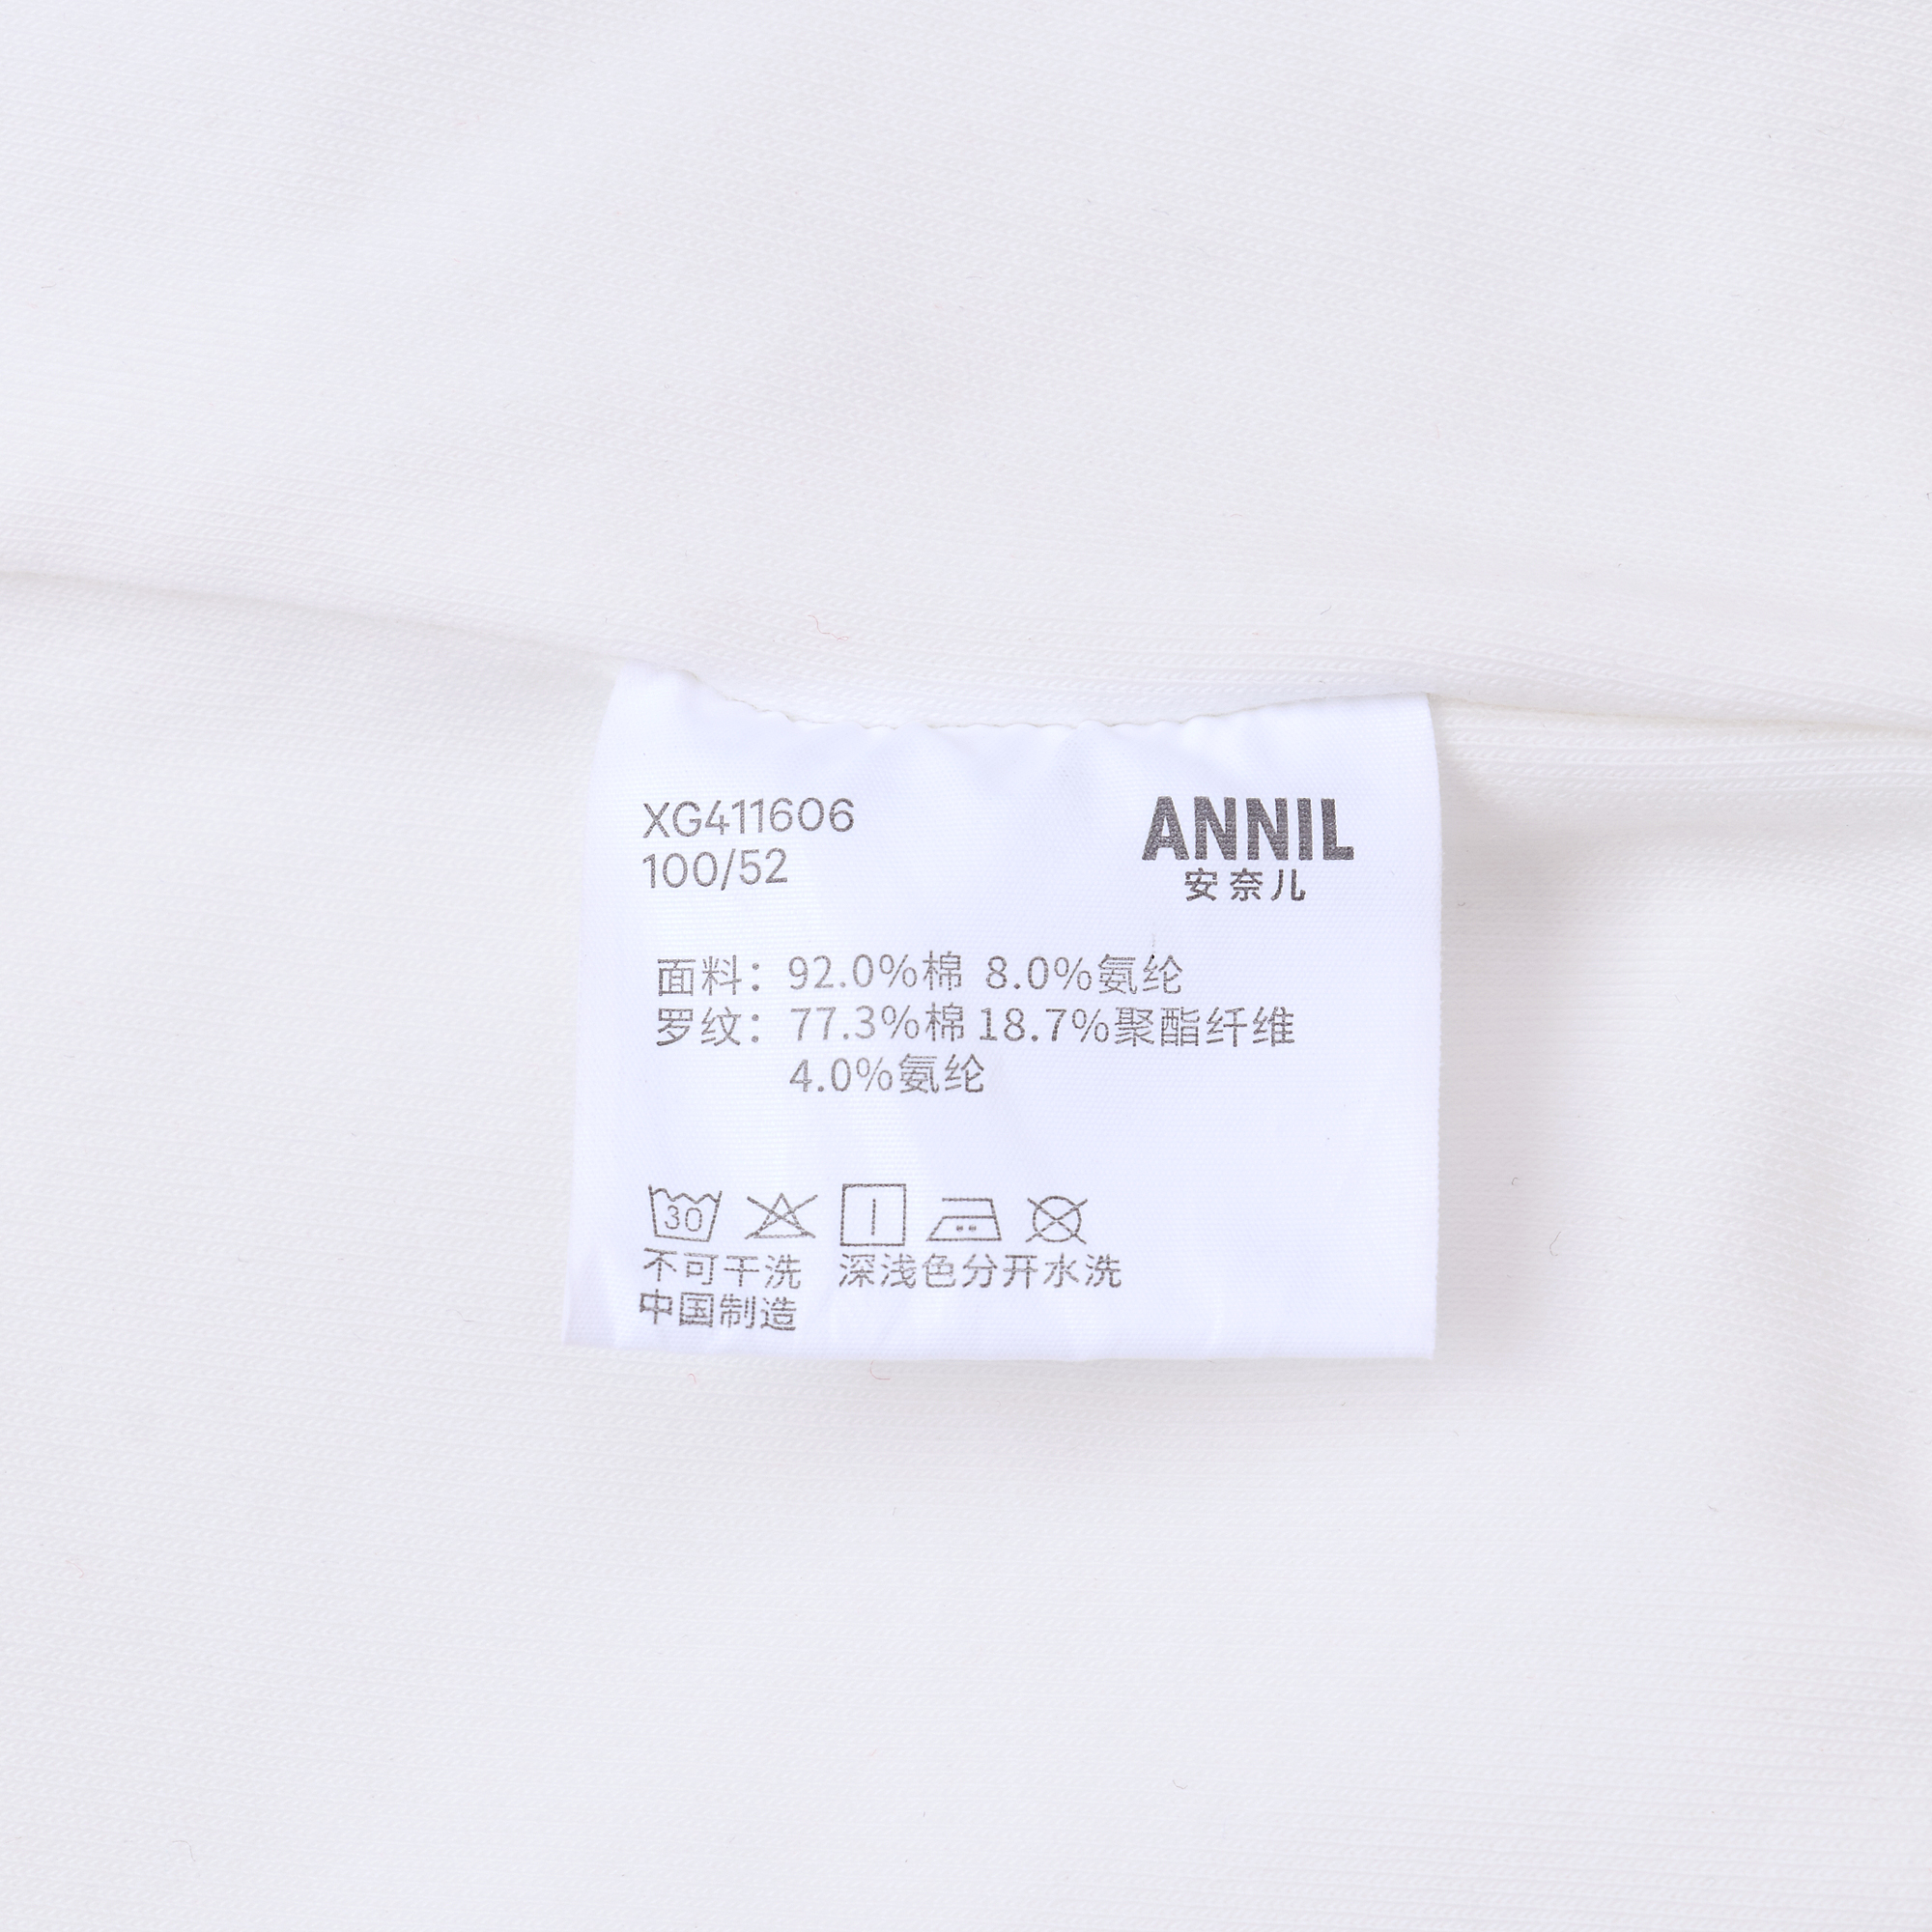 XG411606
100/52
ANNIL
安奈儿
面料：92.0%棉 8.0%氨纶
罗纹：77.3%棉 18.7%聚酯纤维
4.0%氨纶
30
不可干洗 深浅色分开水洗
中国制造